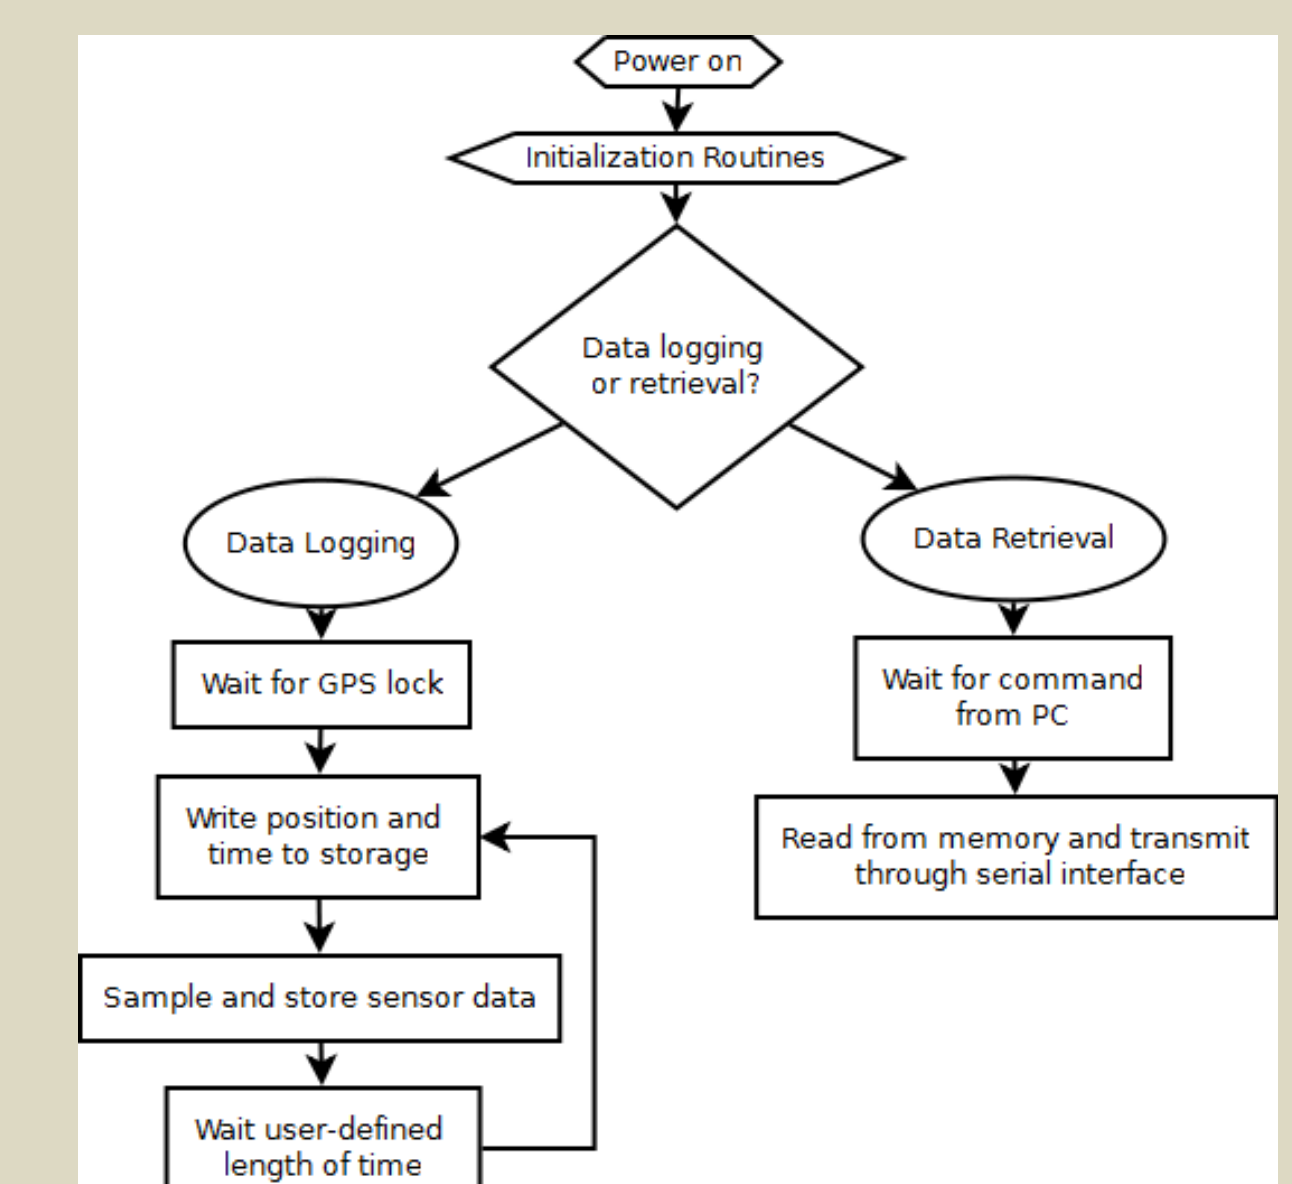 Power on
Initialization Routines
Data logging
or retrieval?
Data Logging
Wait for GPS lock
Write position and
time to storage
Sample and store sensor data
Wait user-defined
length of time
Data Retrieval
Wait for command
from PC
Read from memory and transmit
through serial interface